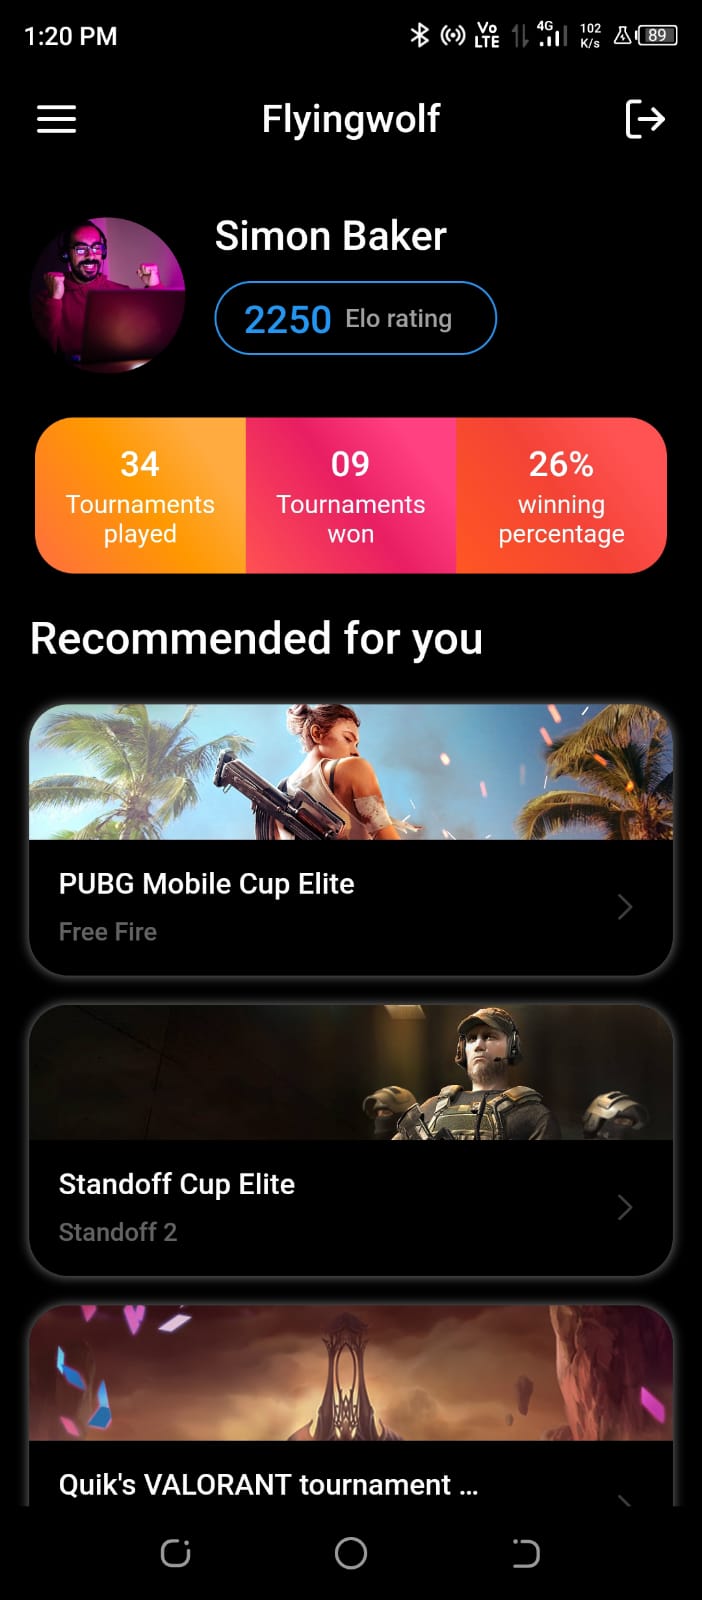 1:20 PM
Vo
LTE
4G
102
K/s
89
Flyingwolf
Simon Baker
2250 Elo rating
34
Tournaments
played
09
Tournaments
won
26%
winning
percentage
Recommended for you
PUBG Mobile Cup Elite
Free Fire
Standoff Cup Elite
Standoff 2
Quik's VALORANT tournament ...